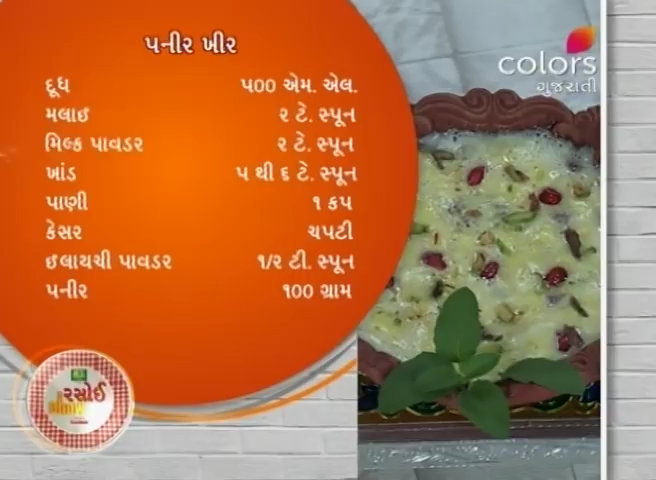 પનીર ખીર
દૂધ ૫૦૦ એમ. એલ.
મલાઈ ૨ ટે. સ્પૂન
મિલ્ક પાવડર ૨ ટે. સ્પૂન
ખાંડ ૫ થી ૬ ટે. સ્પૂન
પાણી ૧ કપ
કેસર ચપટી
ઈલાયચી પાવડર ૧/૨ ટી. સ્પૂન
પનીર ૧૦૦ ગ્રામ
colors
ગુજરાતી
રસોઈ